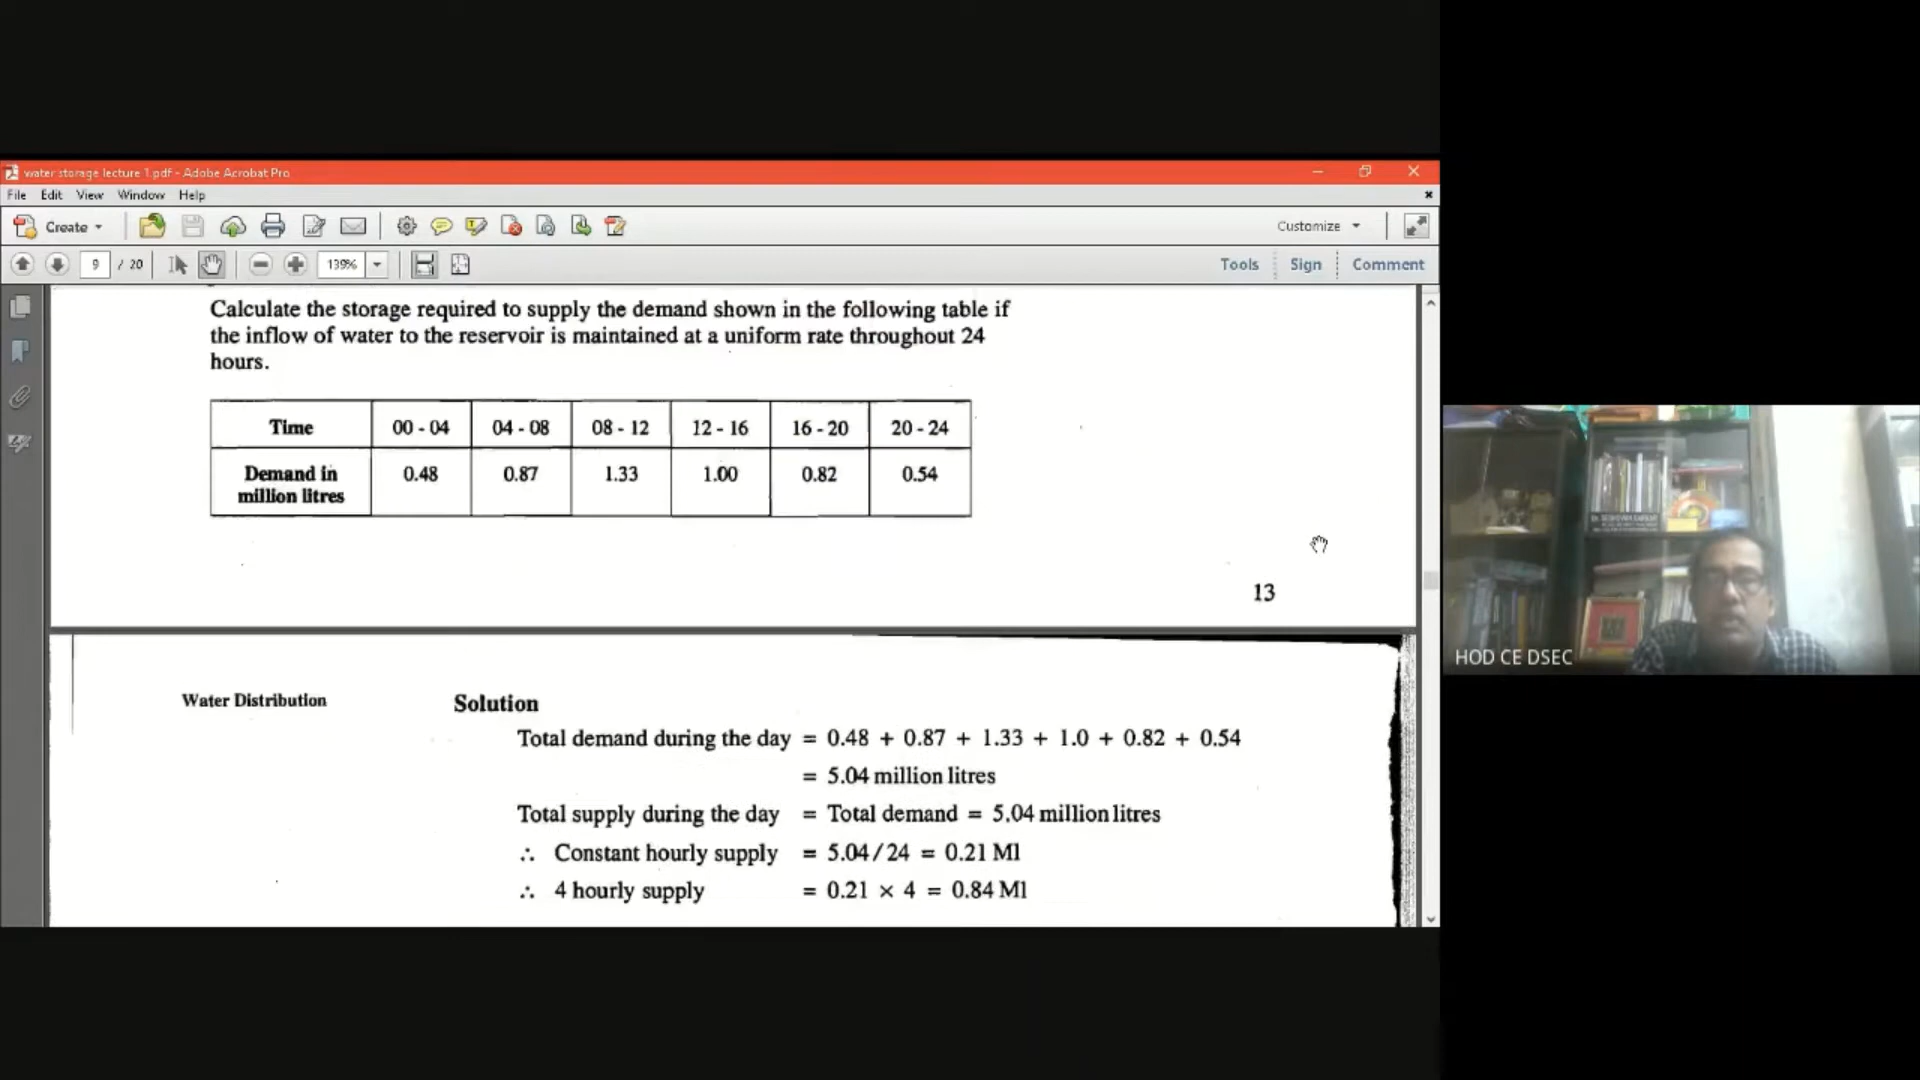 water storage lecture 1.pdf - Adobe Acrobat Pro
File Edit View Window Help
Create
Customize
9 / 20
139%
Tools Sign Comment
Calculate the storage required to supply the demand shown in the following table if
the inflow of water to the reservoir is maintained at a uniform rate throughout 24
hours.
Time 00 - 04 04 - 08 08 - 12 12 - 16 16 - 20 20 - 24
Demand in million litres 0.48 0.87 1.33 1.00 0.82 0.54
13
Water Distribution
Solution
Total demand during the day = 0.48 + 0.87 + 1.33 + 1.0 + 0.82 + 0.54
= 5.04 million litres
Total supply during the day = Total demand = 5.04 million litres
∴ Constant hourly supply = 5.04/24 = 0.21 Ml
∴ 4 hourly supply = 0.21 × 4 = 0.84 Ml
HOD CE DSEC